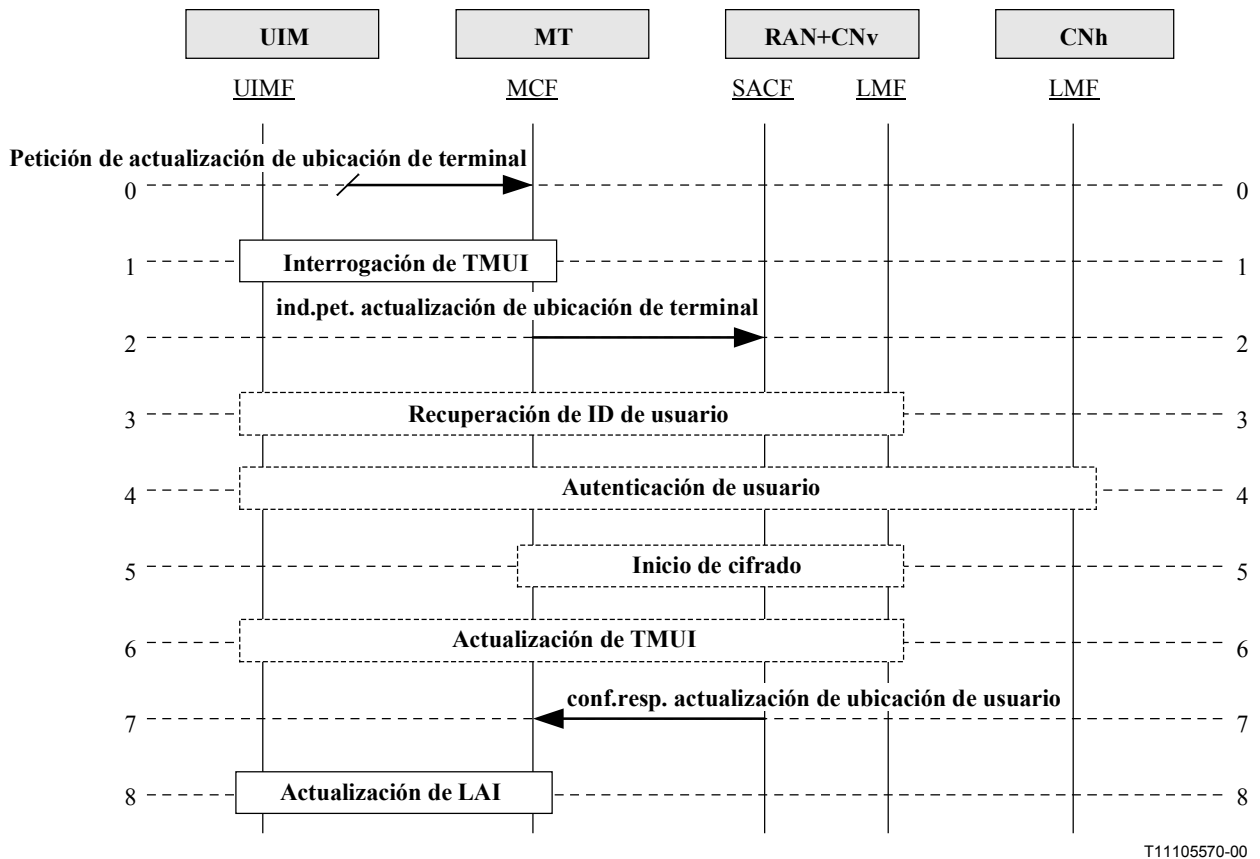 UIM MT RAN+CNv CNh
UIMF MCF SACF LMF LMF
Petición de actualización de ubicación de terminal
0 0
1 Interrogación de TMUI 1
ind.pet. actualización de ubicación de terminal
2 2
3 Recuperación de ID de usuario 3
4 Autenticación de usuario 4
5 Inicio de cifrado 5
6 Actualización de TMUI 6
conf.resp. actualización de ubicación de usuario
7 7
8 Actualización de LAI 8
T11105570-00